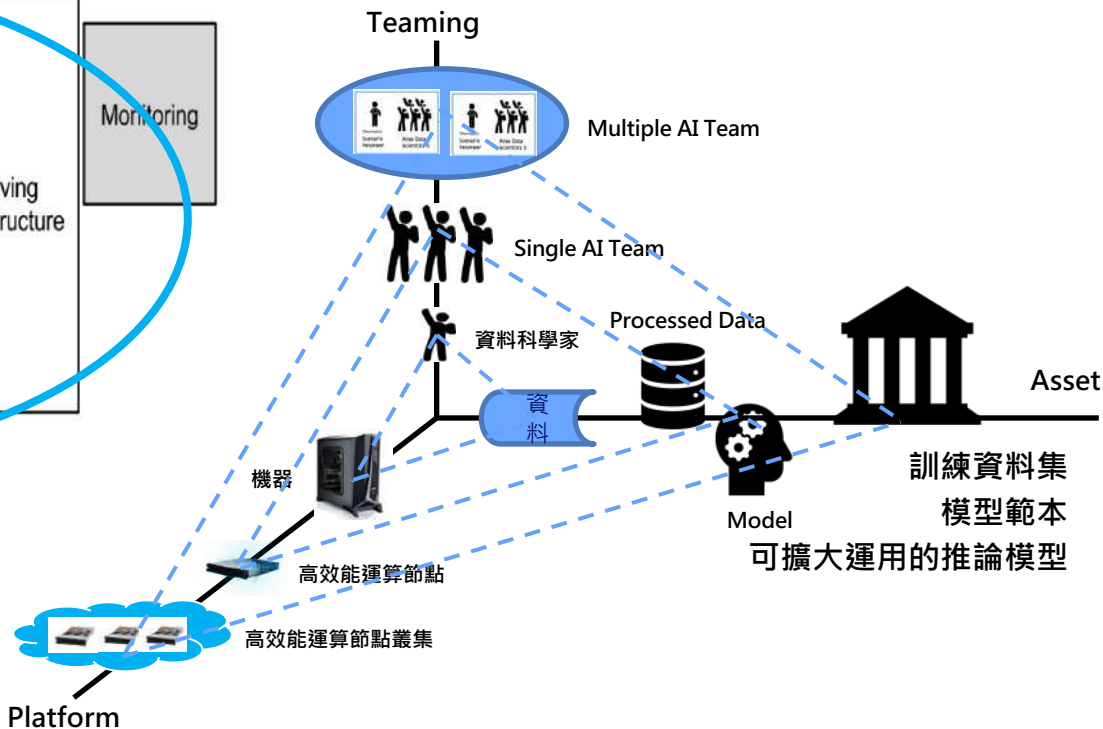 Teaming
Monitoring
ving
ructure
Multiple AI Team
Single AI Team
資料科學家
Processed Data
Asset
資
料
機器
Model
訓練資料集
模型範本
可擴大運用的推論模型
高效能運算節點
高效能運算節點叢集
Platform